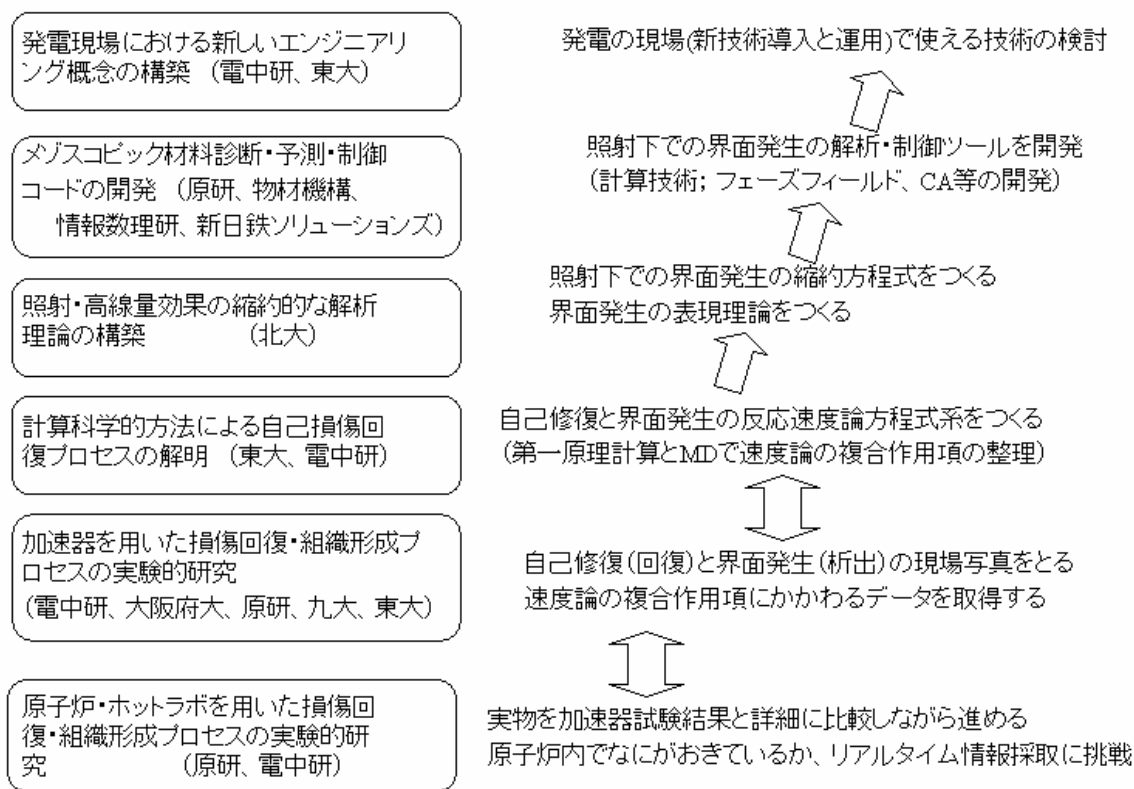 発電現場における新しいエンジニアリ
ング概念の構築 (電中研、東大)
発電の現場(新技術導入と運用)で使える技術の検討
メゾスコピック材料診断・予測・制御
コードの開発 (原研、物材機構、
情報数理研、新日鉄ソリューションズ)
照射下での界面発生の解析・制御ツールを開発
(計算技術; フェーズフィールド、CA等の開発)
照射・高線量効果の縮約的な解析
理論の構築 (北大)
照射下での界面発生の縮約方程式をつくる
界面発生の表現理論をつくる
計算科学的方法による自己損傷回
復プロセスの解明 (東大、電中研)
自己修復と界面発生の反応速度論方程式系をつくる
(第一原理計算とMDで速度論の複合作用項の整理)
加速器を用いた損傷回復・組織形成プ
ロセスの実験的研究
(電中研、大阪府大、原研、九大、東大)
自己修復(回復)と界面発生(析出)の現場写真をとる
速度論の複合作用項にかかわるデータを取得する
原子炉・ホットラボを用いた損傷回
復・組織形成プロセスの実験的研
究 (原研、電中研)
実物を加速器試験結果と詳細に比較しながら進める
原子炉内でなにがおきているか、リアルタイム情報採取に挑戦